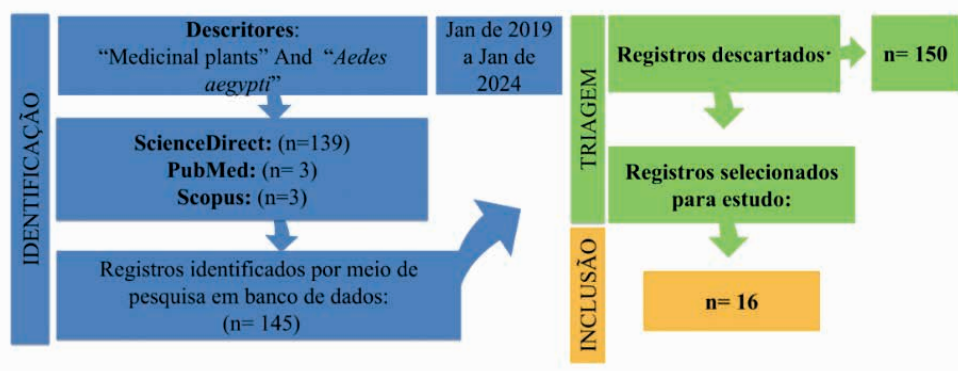 IDENTIFICAÇÃO
Descritores:
“Medicinal plants” And “Aedes
aegypti”
Jan de 2019
a Jan de
2024
ScienceDirect: (n=139)
PubMed: (n= 3)
Scopus: (n=3)
Registros identificados por meio de
pesquisa em banco de dados:
(n= 145)
TRIAGEM
Registros descartados·
n= 150
Registros selecionados
para estudo:
INCLUSÃO
n= 16